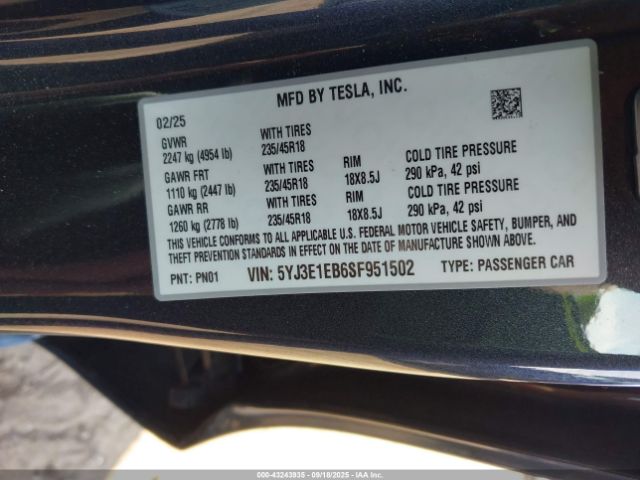 MFD BY TESLA, INC.
02/25
GVWR WITH TIRES
2247 kg (4954 lb) 235/45R18
GAWR FRT WITH TIRES RIM COLD TIRE PRESSURE
1110 kg (2447 lb) 235/45R18 18X8.5J 290 kPa, 42 psi
GAWR RR WITH TIRES RIM COLD TIRE PRESSURE
1260 kg (2778 lb) 235/45R18 18X8.5J 290 kPa, 42 psi
THIS VEHICLE CONFORMS TO ALL APPLICABLE U.S. FEDERAL MOTOR VEHICLE SAFETY, BUMPER, AND
THEFT PREVENTION STANDARDS IN EFFECT ON THE DATE OF MANUFACTURE SHOWN ABOVE.
PNT: PN01 VIN: 5YJ3E1EB6SF951502 TYPE: PASSENGER CAR
000-43243935 - 09/18/2025 - COPART.COM